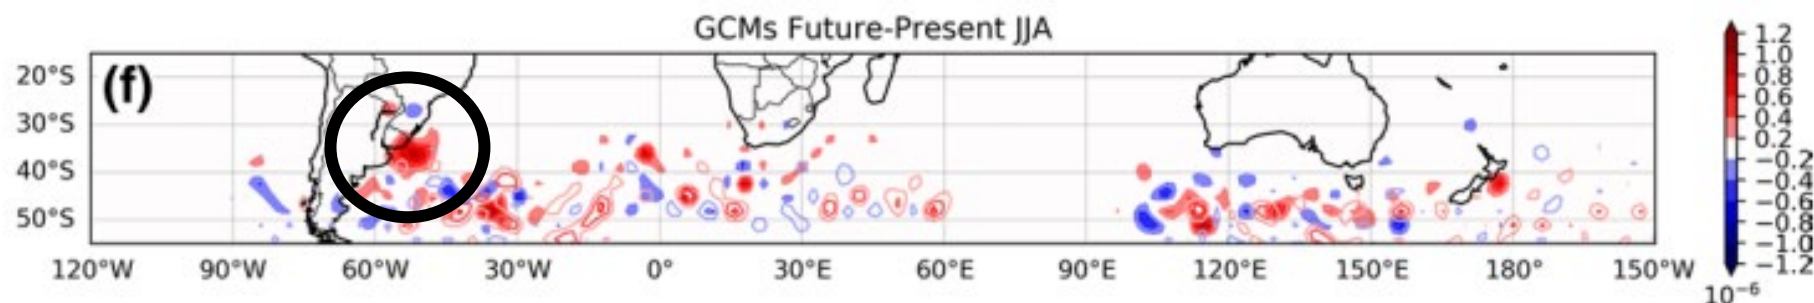 GCMs Future-Present JJA
(f)
20°S
30°S
40°S
50°S
120°W 90°W 60°W 30°W 0° 30°E 60°E 90°E 120°E 150°E 180° 150°W
1.2
1.0
0.8
0.6
0.4
0.2
−0.2
−0.4
−0.6
−0.8
−1.0
−1.2
10⁻⁶